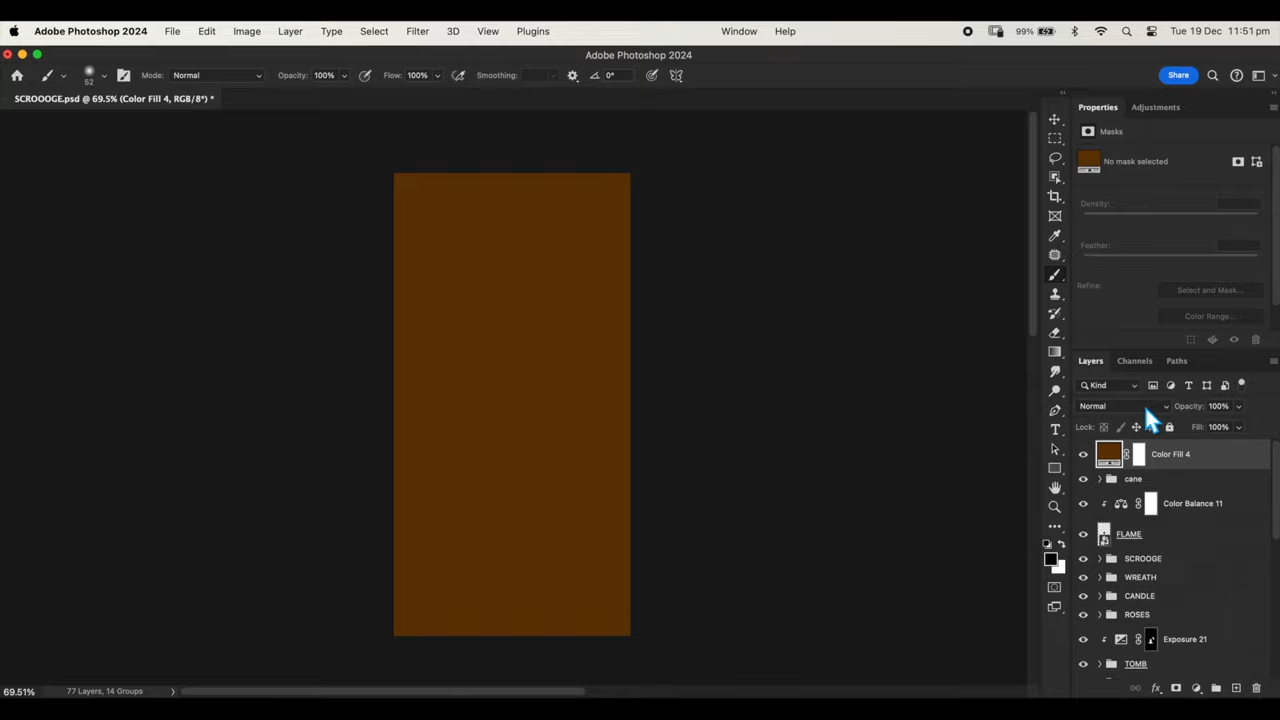 Adobe Photoshop 2024 File Edit Image Layer Type Select Filter 3D View Plugins Window Help 99% Tue 19 Dec 11:51 pm
Adobe Photoshop 2024
52 Mode: Normal Opacity: 100% Flow: 100% Smoothing: 0° Share
SCROOOGE.psd @ 69.5% (Color Fill 4, RGB/8*) *
Properties Adjustments
Masks
No mask selected
Density:
Feather:
Refine: Select and Mask...
Color Range...
Layers Channels Paths
Kind
Normal Opacity: 100%
Lock: Fill: 100%
Color Fill 4
cane
Color Balance 11
FLAME
SCROOGE
WREATH
CANDLE
ROSES
Exposure 21
TOMB
69.51% 77 Layers, 14 Groups